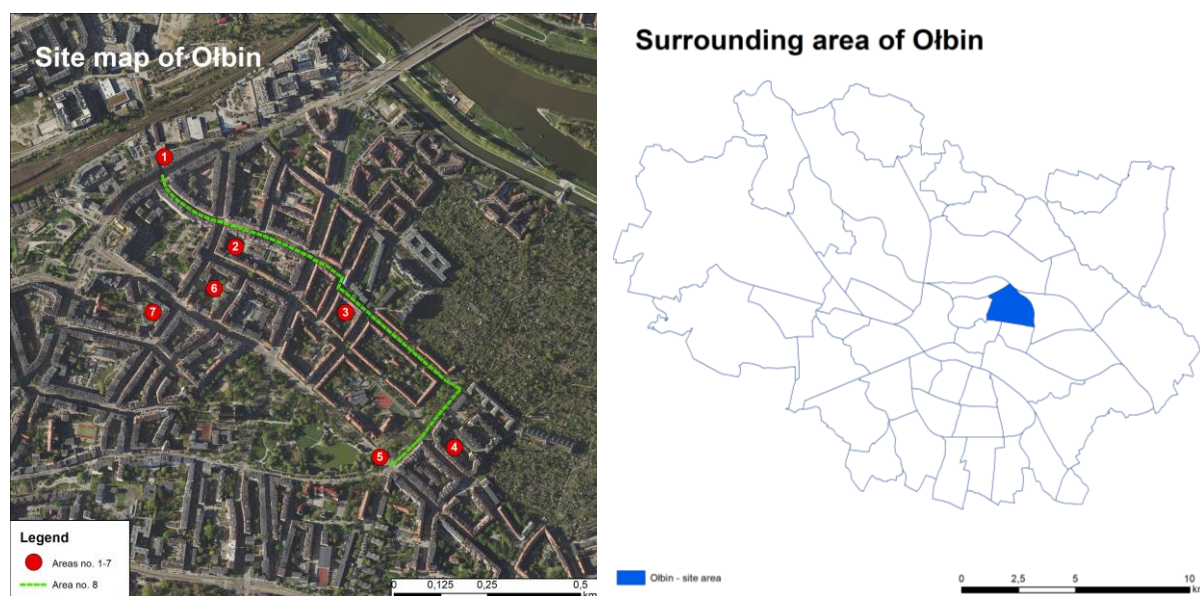 Site map of Ołbin
1
2
6
7
3
4
5
Legend
Areas no. 1-7
Area no. 8
0 0,125 0,25 0,5
km
Surrounding area of Ołbin
Ołbin - site area
0 2,5 5 10
km